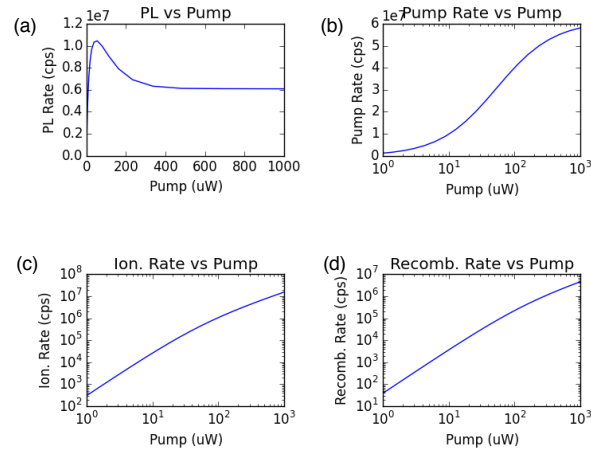 (a)
PL vs Pump
1e7
1.2
1.0
0.8
0.6
0.4
0.2
0.0
PL Rate (cps)
0 200 400 600 800 1000
Pump (uW)
(b)
Pump Rate vs Pump
1e7
6
5
4
3
2
1
0
Pump Rate (cps)
10^0 10^1 10^2 10^3
Pump (uW)
(c)
Ion. Rate vs Pump
10^8
10^7
10^6
10^5
10^4
10^3
10^2
Ion. Rate (cps)
10^0 10^1 10^2 10^3
Pump (uW)
(d)
Recomb. Rate vs Pump
10^7
10^6
10^5
10^4
10^3
10^2
10^1
Recomb. Rate (cps)
10^0 10^1 10^2 10^3
Pump (uW)